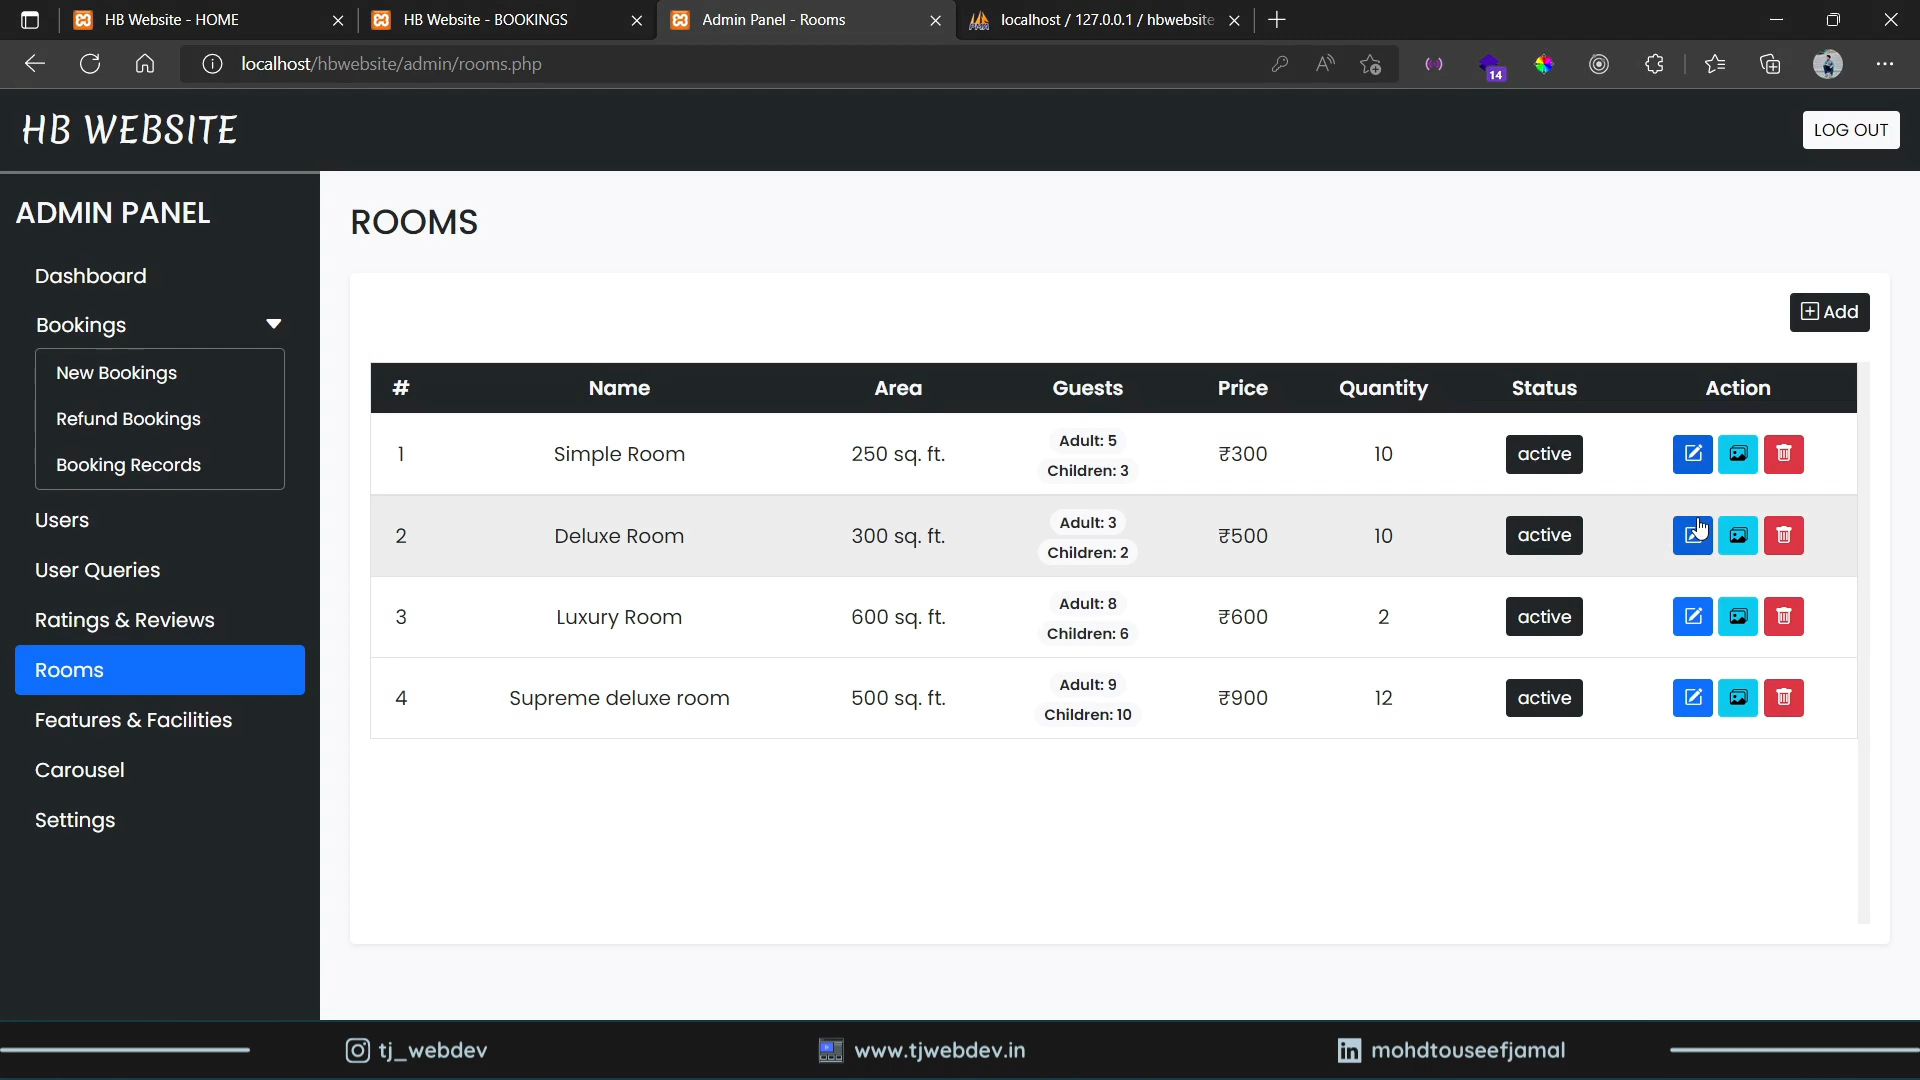 HB Website - HOME
HB Website - BOOKINGS
Admin Panel - Rooms
localhost / 127.0.0.1 / hbwebsite
localhost/hbwebsite/admin/rooms.php
14
HB WEBSITE
LOG OUT
ADMIN PANEL
Dashboard
Bookings
New Bookings
Refund Bookings
Booking Records
Users
User Queries
Ratings & Reviews
Rooms
Features & Facilities
Carousel
Settings
ROOMS
Add
# Name Area Guests Price Quantity Status Action
1 Simple Room 250 sq. ft. Adult: 5 Children: 3 ₹300 10 active
2 Deluxe Room 300 sq. ft. Adult: 3 Children: 2 ₹500 10 active
3 Luxury Room 600 sq. ft. Adult: 8 Children: 6 ₹600 2 active
4 Supreme deluxe room 500 sq. ft. Adult: 9 Children: 10 ₹900 12 active
tj_webdev
www.tjwebdev.in
in mohdtouseefjamal